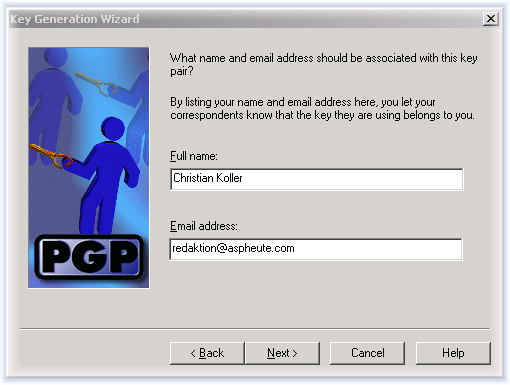 Key Generation Wizard
What name and email address should be associated with this key
pair?
By listing your name and email address here, you let your
correspondents know that the key they are using belongs to you.
Full name:
Christian Koller
Email address:
redaktion@aspheute.com
PGP
< Back
Next >
Cancel
Help